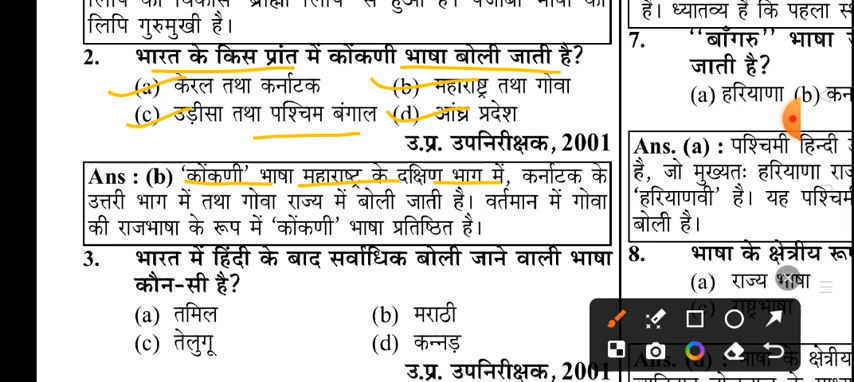 लिपि गुरुमुखी है।
2. भारत के किस प्रांत में कोंकणी भाषा बोली जाती है?
(a) केरल तथा कर्नाटक (b) महाराष्ट्र तथा गोवा
(c) उड़ीसा तथा पश्चिम बंगाल (d) आंध्र प्रदेश
उ.प्र. उपनिरीक्षक, 2001
Ans : (b) ‘कोंकणी’ भाषा महाराष्ट्र के दक्षिण भाग में, कर्नाटक के
उत्तरी भाग में तथा गोवा राज्य में बोली जाती है। वर्तमान में गोवा
की राजभाषा के रूप में ‘कोंकणी’ भाषा प्रतिष्ठित है।
3. भारत में हिंदी के बाद सर्वाधिक बोली जाने वाली भाषा
कौन-सी है?
(a) तमिल (b) मराठी
(c) तेलुगू (d) कन्नड़
उ.प्र. उपनिरीक्षक, 2001
है। ध्यातव्य है कि पहला
7. ‘‘बाँगरु’’ भाषा
जाती है?
(a) हरियाणा (b)
Ans. (a) : पश्चिमी हिन्दी
है, जो मुख्यतः हरियाणा
‘हरियाणवी’ है। यह
बोली है।
8. भाषा के क्षेत्रीय
(a) राज्य भाषा
(c) राष्ट्रभाषा
Ans. (d) : भाषा के क्षेत्रीय